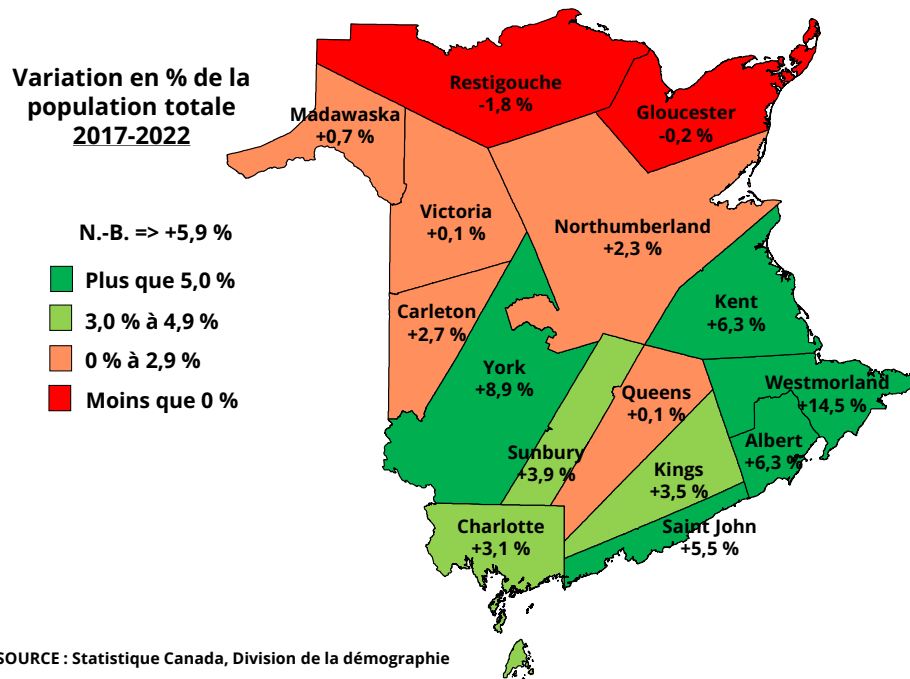 Variation en % de la
population totale
2017-2022
N.-B. => +5,9 %
Plus que 5,0 %
3,0 % à 4,9 %
0 % à 2,9 %
Moins que 0 %
Restigouche
-1,8 %
Gloucester
-0,2 %
Madawaska
+0,7 %
Victoria
+0,1 %
Northumberland
+2,3 %
Carleton
+2,7 %
Kent
+6,3 %
York
+8,9 %
Queens
+0,1 %
Westmorland
+14,5 %
Albert
+6,3 %
Sunbury
+3,9 %
Kings
+3,5 %
Saint John
+5,5 %
Charlotte
+3,1 %
SOURCE : Statistique Canada, Division de la démographie